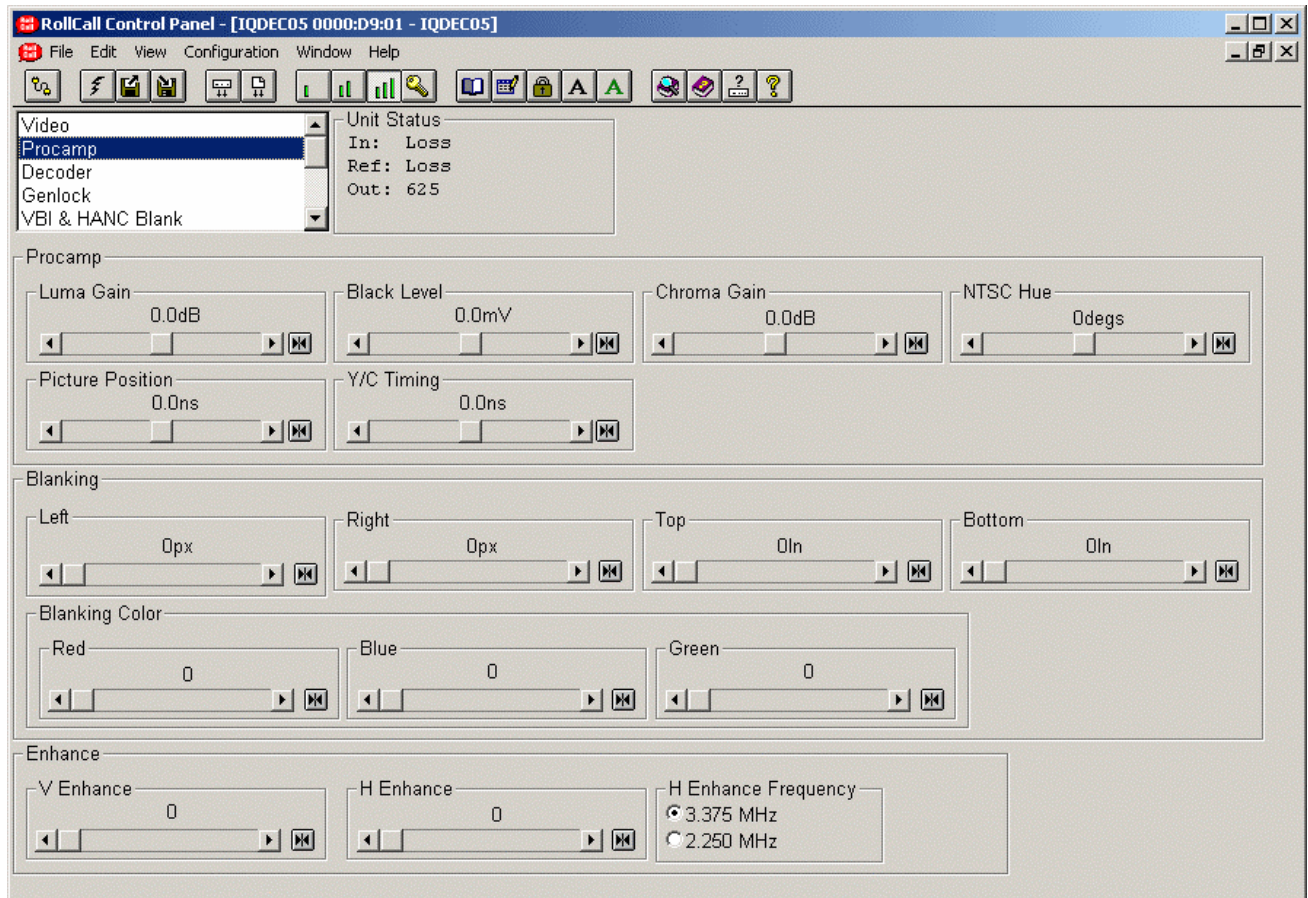 RollCall Control Panel - [IQDEC05 0000:D9:01 - IQDEC05]
File Edit View Configuration Window Help
A A ? ?
Video
Procamp
Decoder
Genlock
VBI & HANC Blank
Unit Status
In: Loss
Ref: Loss
Out: 625
Procamp
Luma Gain
0.0dB
Black Level
0.0mV
Chroma Gain
0.0dB
NTSC Hue
0degs
Picture Position
0.0ns
Y/C Timing
0.0ns
Blanking
Left
0px
Right
0px
Top
0ln
Bottom
0ln
Blanking Color
Red
0
Blue
0
Green
0
Enhance
V Enhance
0
H Enhance
0
H Enhance Frequency
3.375 MHz
2.250 MHz